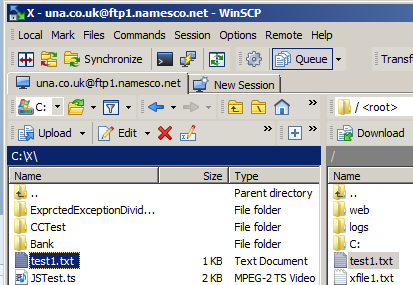 X - una.co.uk@ftp1.namesco.net - WinSCP
Local Mark Files Commands Session Options Remote Help
Synchronize Queue Transf
una.co.uk@ftp1.namesco.net New Session
C: » / <root>
Upload Edit » Download
C:\X\ /
Name Size Type Name
.. Parent directory ..
ExprctedExceptionDivid... File folder web
CCTest File folder logs
Bank File folder C:
test1.txt 1 KB Text Document test1.txt
JSTest.ts 2 KB MPEG-2 TS Video xfile1.txt